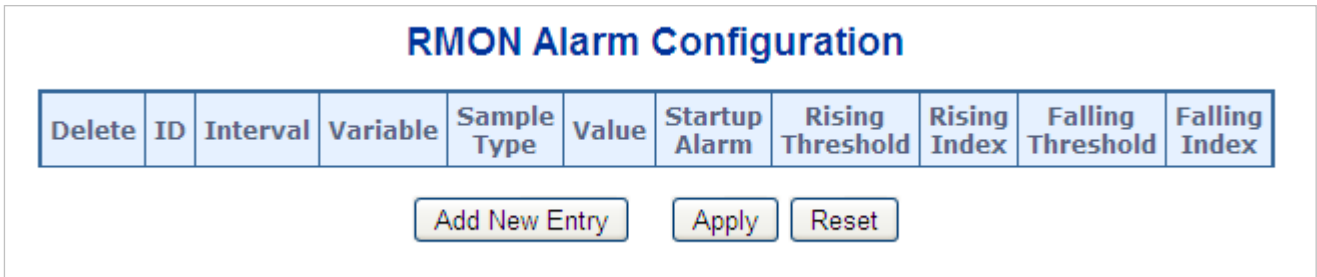 RMON Alarm Configuration
Delete ID Interval Variable Sample Type Value Startup Alarm Rising Threshold Rising Index Falling Threshold Falling Index
Add New Entry Apply Reset